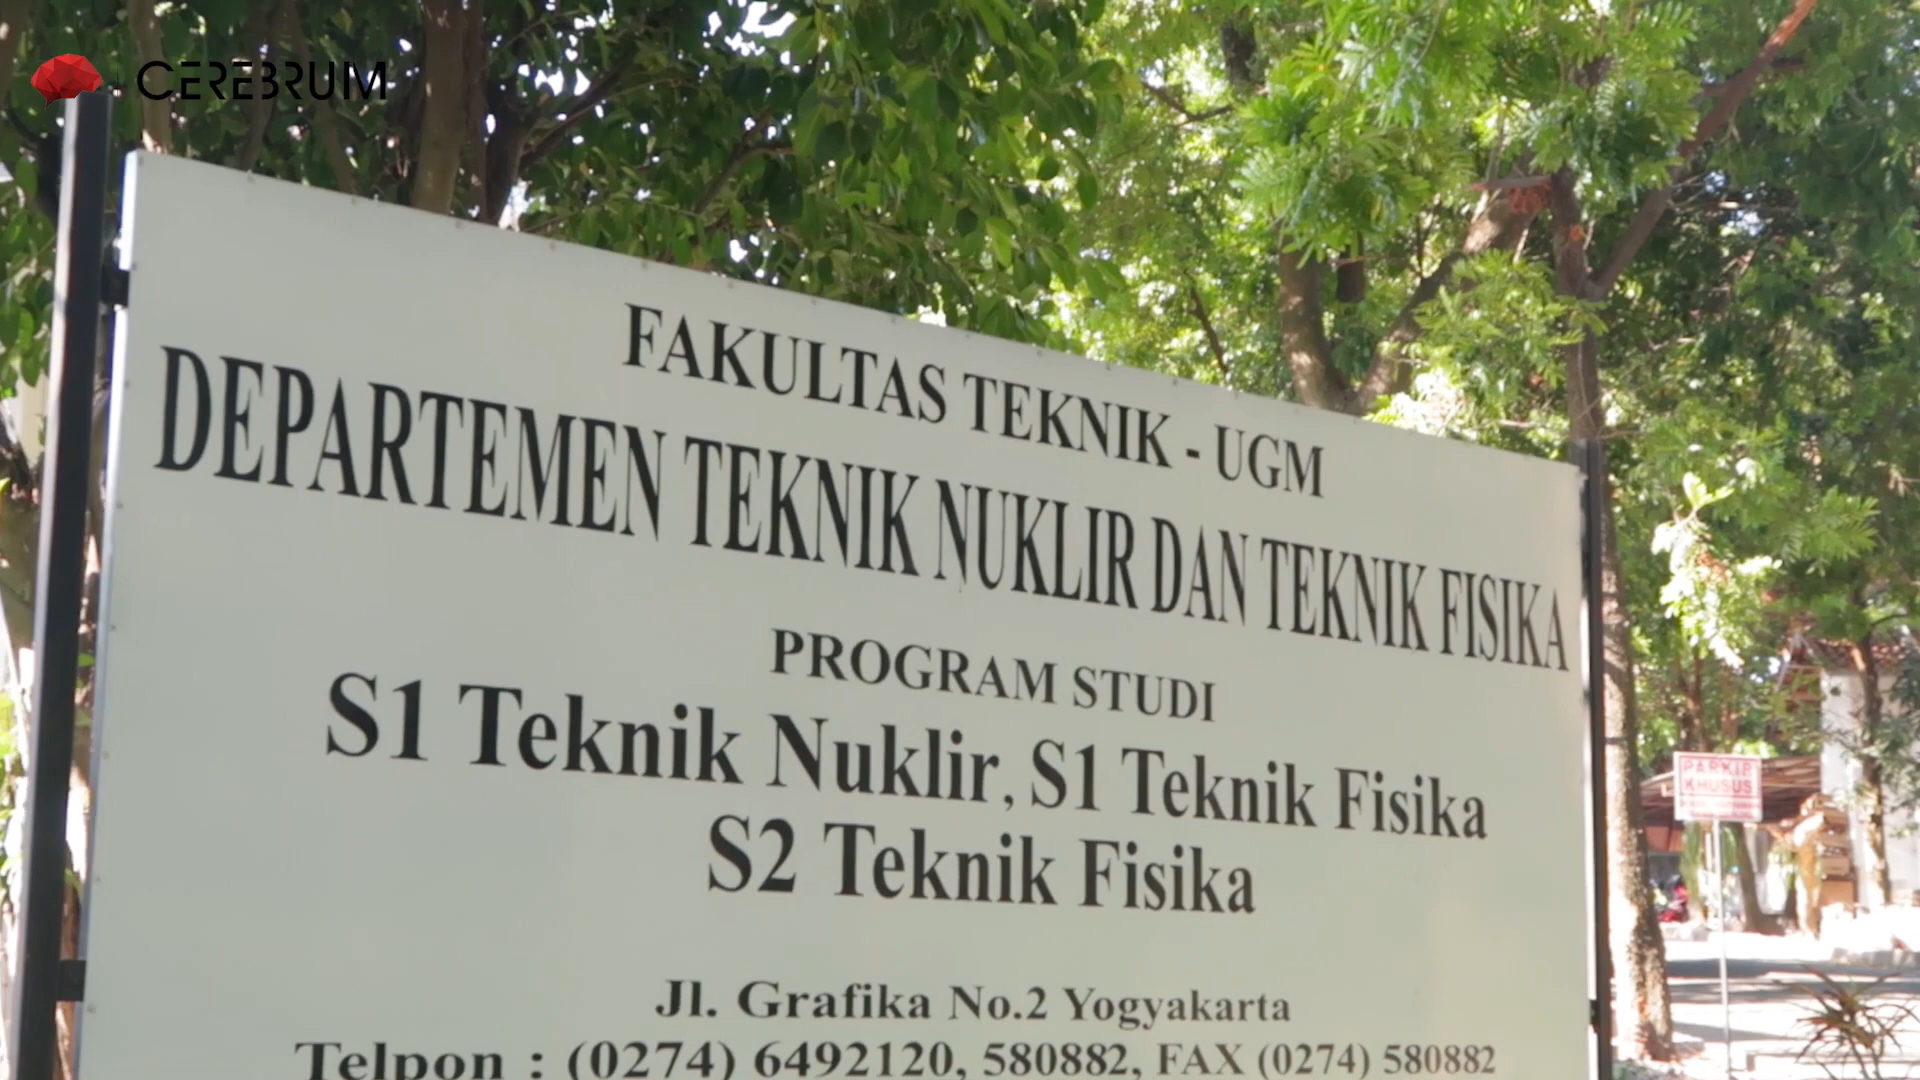 CEREBRUM
FAKULTAS TEKNIK - UGM
DEPARTEMEN TEKNIK NUKLIR DAN TEKNIK FISIKA
PROGRAM STUDI
S1 Teknik Nuklir, S1 Teknik Fisika
S2 Teknik Fisika
Jl. Grafika No.2 Yogyakarta
Telpon : (0274) 6492120, 580882, FAX (0274) 580882
PARKIR
KHUSUS